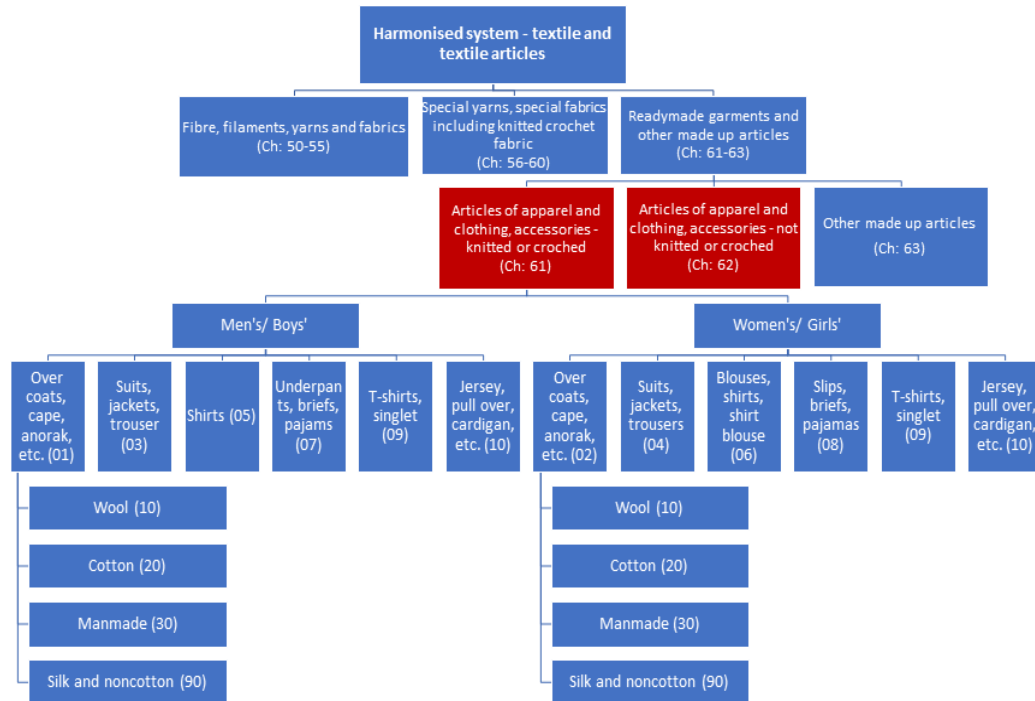 Harmonised system - textile and
textile articles
Fibre, filaments, yarns and fabrics
(Ch: 50-55)
Special yarns, special fabrics
including knitted crochet
fabric
(Ch: 56-60)
Readymade garments and
other made up articles
(Ch: 61-63)
Articles of apparel and
clothing, accessories -
knitted or croched
(Ch: 61)
Articles of apparel and
clothing, accessories - not
knitted or croched
(Ch: 62)
Other made up articles
(Ch: 63)
Men's/ Boys'
Women's/ Girls'
Over
coats,
cape,
anorak,
etc. (01)
Suits,
jackets,
trouser
(03)
Shirts (05)
Underpan
ts, briefs,
pajams
(07)
T-shirts,
singlet
(09)
Jersey,
pull over,
cardigan,
etc. (10)
Over
coats,
cape,
anorak,
etc. (02)
Suits,
jackets,
trousers
(04)
Blouses,
shirts,
shirt
blouse
(06)
Slips,
briefs,
pajamas
(08)
T-shirts,
singlet
(09)
Jersey,
pull over,
cardigan,
etc. (10)
Wool (10)
Cotton (20)
Manmade (30)
Silk and noncotton (90)
Wool (10)
Cotton (20)
Manmade (30)
Silk and noncotton (90)